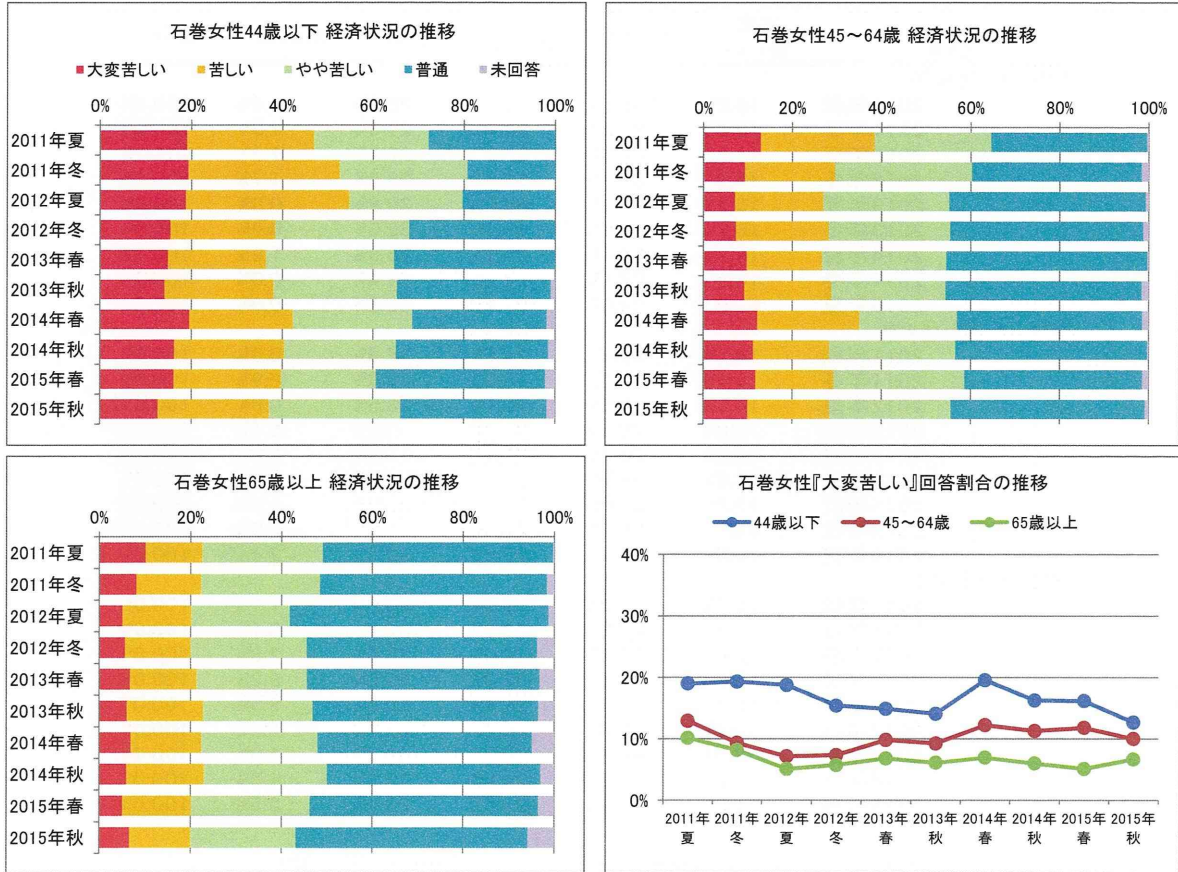 石巻女性44歳以下 経済状況の推移
大変苦しい 苦しい やや苦しい 普通 未回答
0% 20% 40% 60% 80% 100%
2011年夏
2011年冬
2012年夏
2012年冬
2013年春
2013年秋
2014年春
2014年秋
2015年春
2015年秋
石巻女性45～64歳 経済状況の推移
0% 20% 40% 60% 80% 100%
2011年夏
2011年冬
2012年夏
2012年冬
2013年春
2013年秋
2014年春
2014年秋
2015年春
2015年秋
石巻女性65歳以上 経済状況の推移
0% 20% 40% 60% 80% 100%
2011年夏
2011年冬
2012年夏
2012年冬
2013年春
2013年秋
2014年春
2014年秋
2015年春
2015年秋
石巻女性『大変苦しい』回答割合の推移
44歳以下 45～64歳 65歳以上
40%
30%
20%
10%
0%
2011年 2011年 2012年 2012年 2013年 2013年 2014年 2014年 2015年 2015年
夏 冬 夏 冬 春 秋 春 秋 春 秋